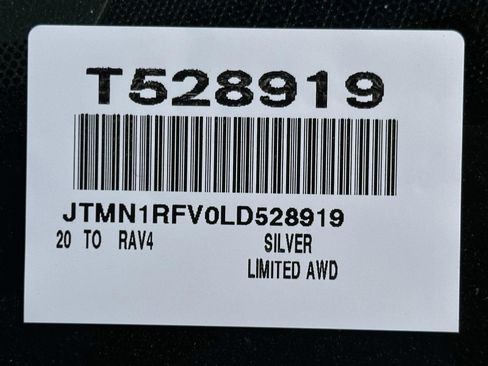 T528919
JTMN1RFV0LD528919
20 TO RAV4 SILVER
LIMITED AWD